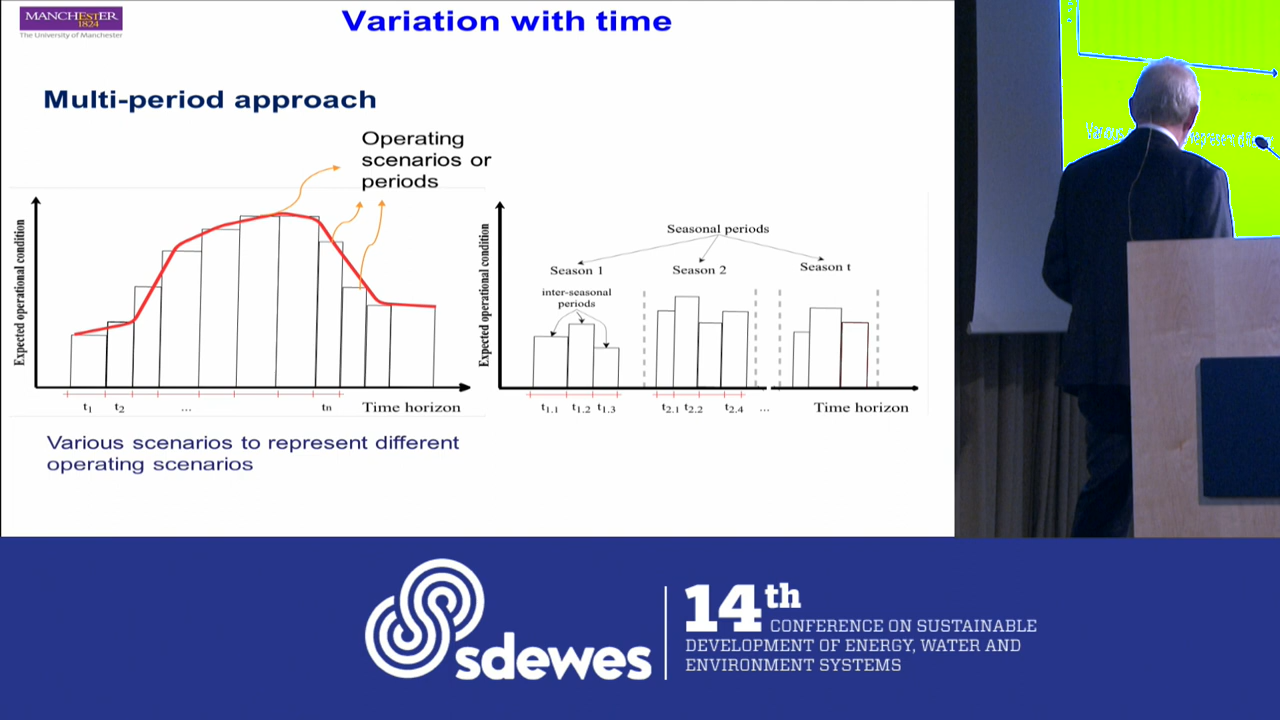 MANCHESTER
1824
The University of Manchester
Variation with time
Multi-period approach
Operating
scenarios or
periods
Expected operational condition
t1
t2
...
tn
Time horizon
Various scenarios to represent different
operating scenarios
Expected operational condition
Seasonal periods
Season 1
Season 2
Season t
inter-seasonal
periods
t1.1
t1.2
t1.3
t2.1
t2.2
t2.4
...
Time horizon
sdewes
14th
CONFERENCE ON SUSTAINABLE
DEVELOPMENT OF ENERGY, WATER AND
ENVIRONMENT SYSTEMS